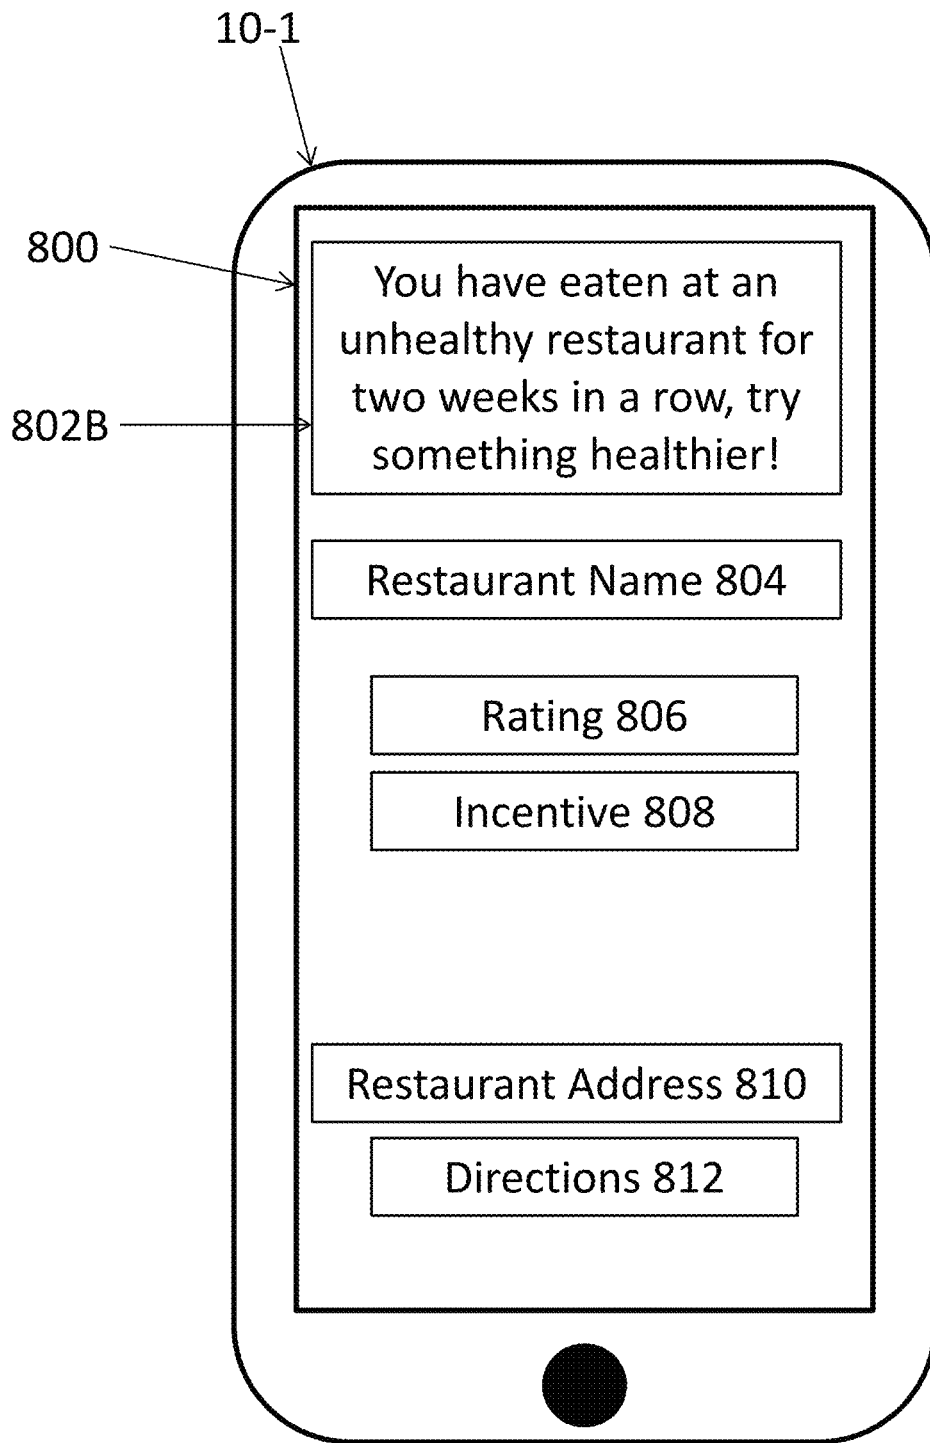 10-1
800
You have eaten at an
unhealthy restaurant for
two weeks in a row, try
something healthier!
802B
Restaurant Name 804
Rating 806
Incentive 808
Restaurant Address 810
Directions 812